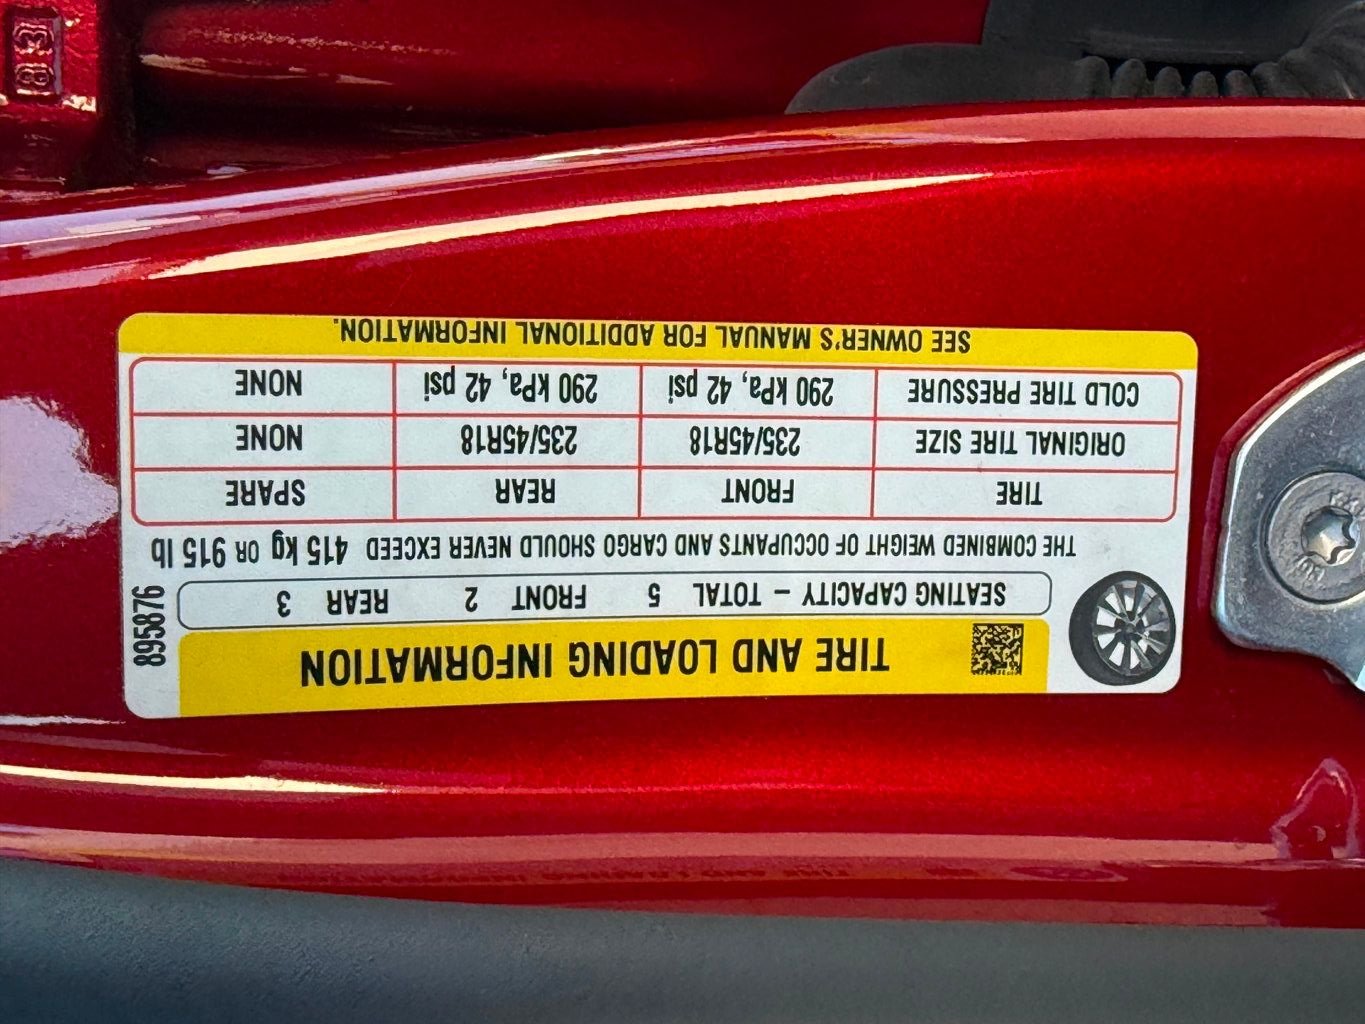 TIRE AND LOADING INFORMATION
SEATING CAPACITY – TOTAL 5 FRONT 2 REAR 3
THE COMBINED WEIGHT OF OCCUPANTS AND CARGO SHOULD NEVER EXCEED 415 kg OR 915 lb
TIRE FRONT REAR SPARE
ORIGINAL TIRE SIZE 235/45R18 235/45R18 NONE
COLD TIRE PRESSURE 290 kPa, 42 psi 290 kPa, 42 psi NONE
SEE OWNER'S MANUAL FOR ADDITIONAL INFORMATION.
895876